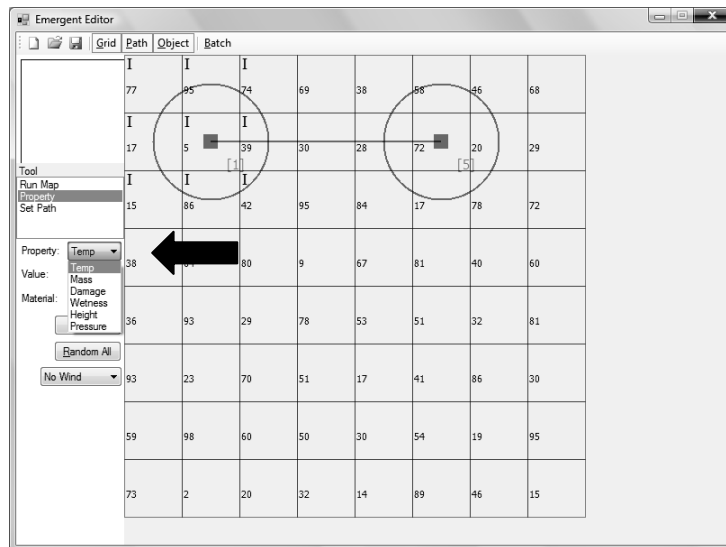 Emergent Editor
Grid Path Object Batch
I I I
77 95 74 69 38 58 46 68
I I I
17 5 39 30 28 72 20 29
[1] [5]
Tool
Run Map
Property
Set Path
I I I
15 86 42 95 84 17 78 72
Property: Temp
38 80 9 67 81 40 60
Value:
Material:
Temp
Mass
Damage
Wetness
Height
Pressure
36 93 29 78 53 51 32 81
Random All
No Wind
93 23 70 51 17 41 86 30
59 98 60 50 30 54 19 95
73 2 20 32 14 89 46 15